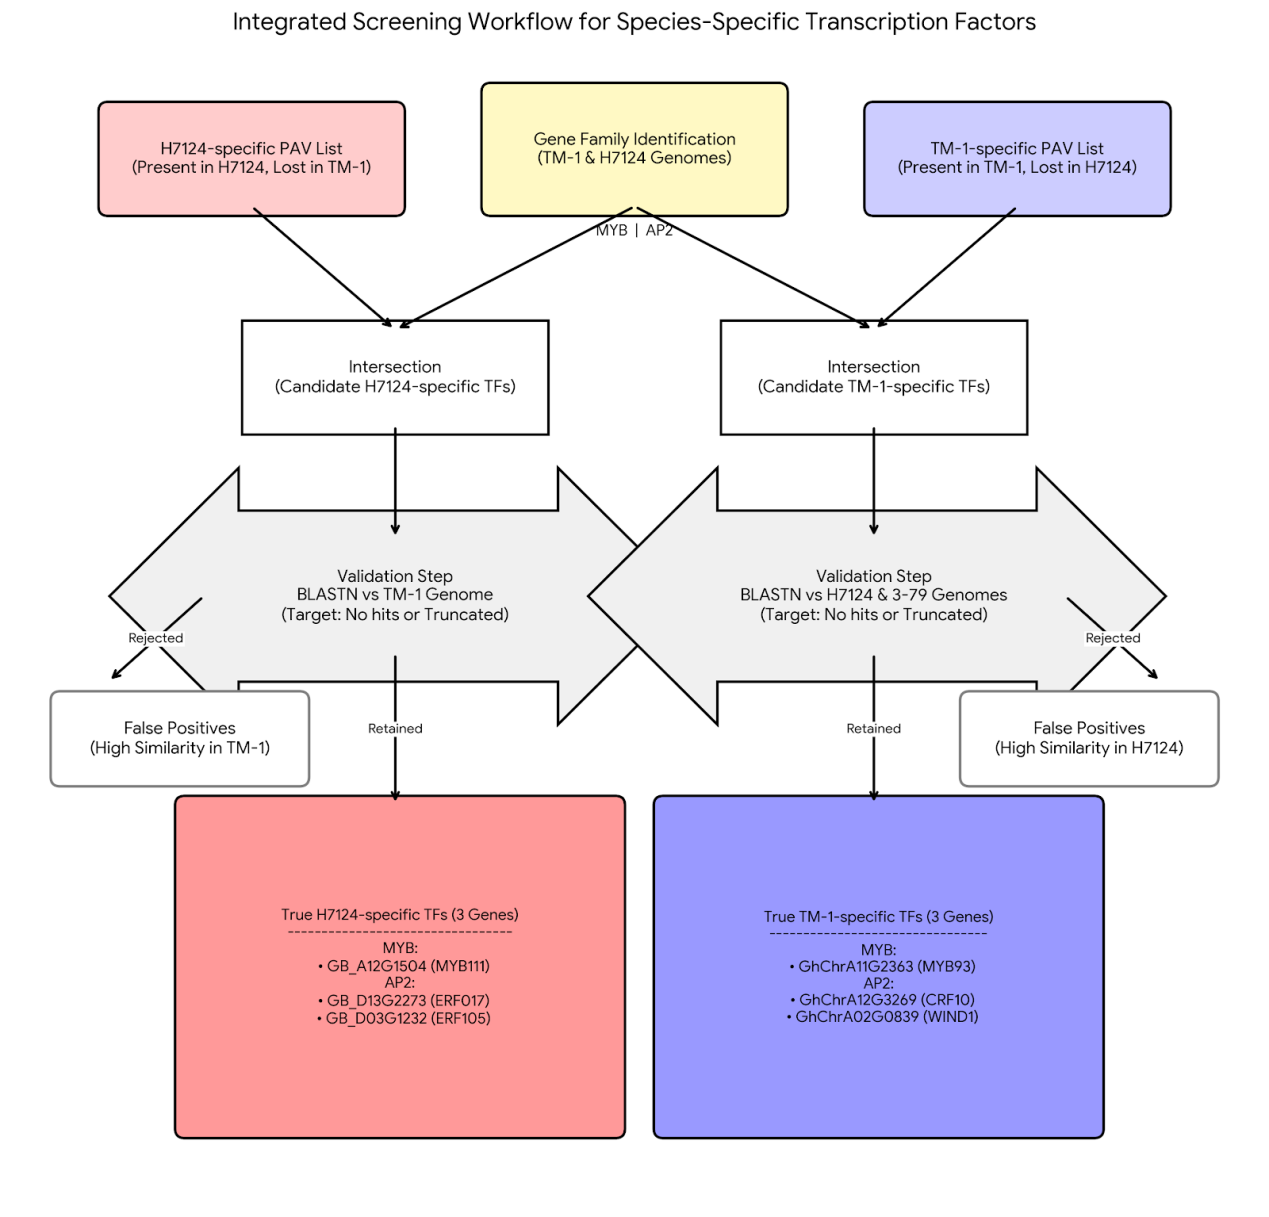 Integrated Screening Workflow for Species-Specific Transcription Factors
H7124-specific PAV List
(Present in H7124, Lost in TM-1)
Gene Family Identification
(TM-1 & H7124 Genomes)
TM-1-specific PAV List
(Present in TM-1, Lost in H7124)
MYB | AP2
Intersection
(Candidate H7124-specific TFs)
Intersection
(Candidate TM-1-specific TFs)
Validation Step
BLASTN vs TM-1 Genome
(Target: No hits or Truncated)
Validation Step
BLASTN vs H7124 & 3-79 Genomes
(Target: No hits or Truncated)
Rejected
Rejected
False Positives
(High Similarity in TM-1)
Retained
Retained
False Positives
(High Similarity in H7124)
True H7124-specific TFs (3 Genes)
--------------------------------
MYB:
• GB_A12G1504 (MYB111)
AP2:
• GB_D13G2273 (ERF017)
• GB_D03G1232 (ERF105)
True TM-1-specific TFs (3 Genes)
-------------------------------
MYB:
• GhChrA11G2363 (MYB93)
AP2:
• GhChrA12G3269 (CRF10)
• GhChrA02G0839 (WIND1)